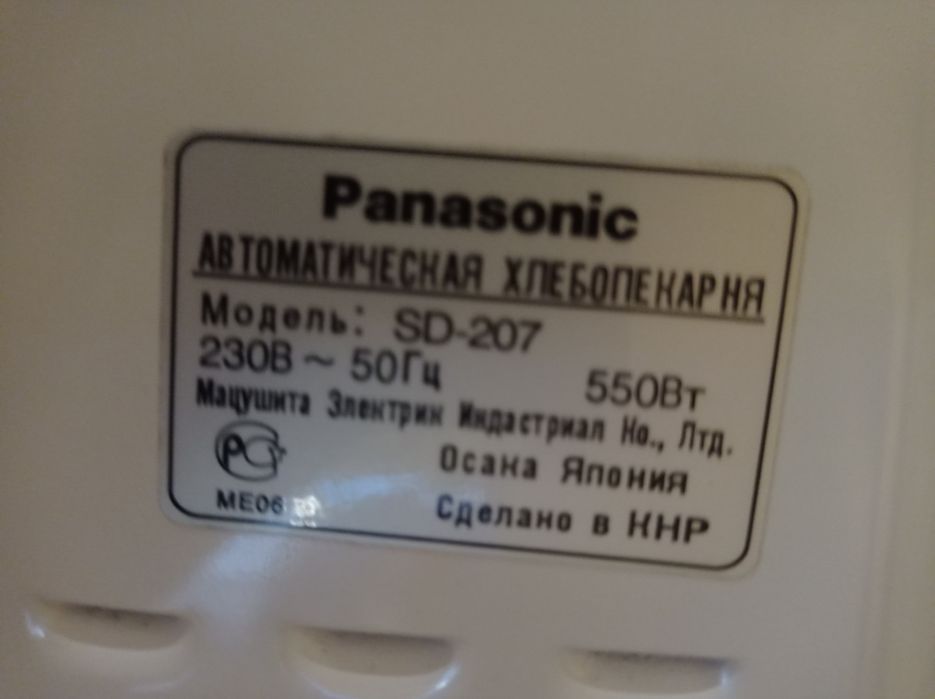 Panasonic
АВТОМАТИЧЕСКАЯ ХЛЕБОПЕКАРНЯ
Модель: SD-207
230В ~ 50Гц 550Вт
Мацушита Электрик Индастриал Ко., Лтд.
Осака Япония
ME06
Сделано в КНР